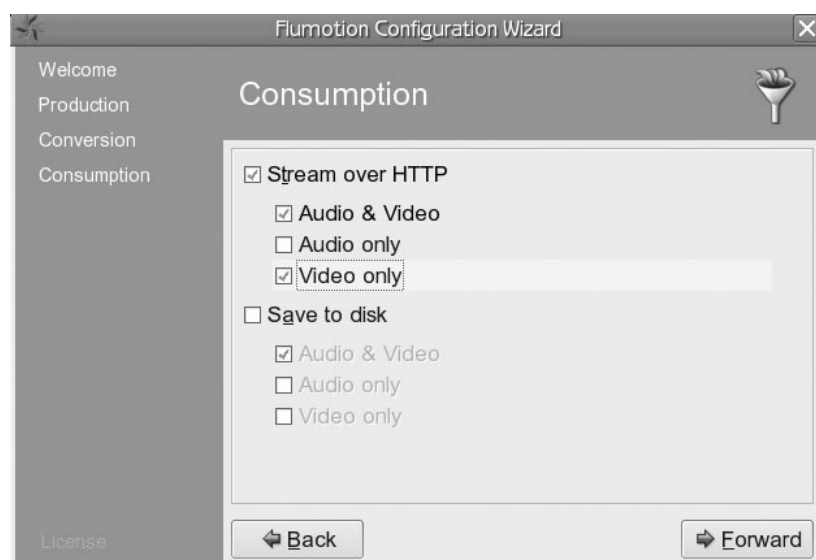 Flumotion Configuration Wizard
Welcome
Production
Conversion
Consumption
License
Consumption
Stream over HTTP
Audio & Video
Audio only
Video only
Save to disk
Audio & Video
Audio only
Video only
Back
Forward